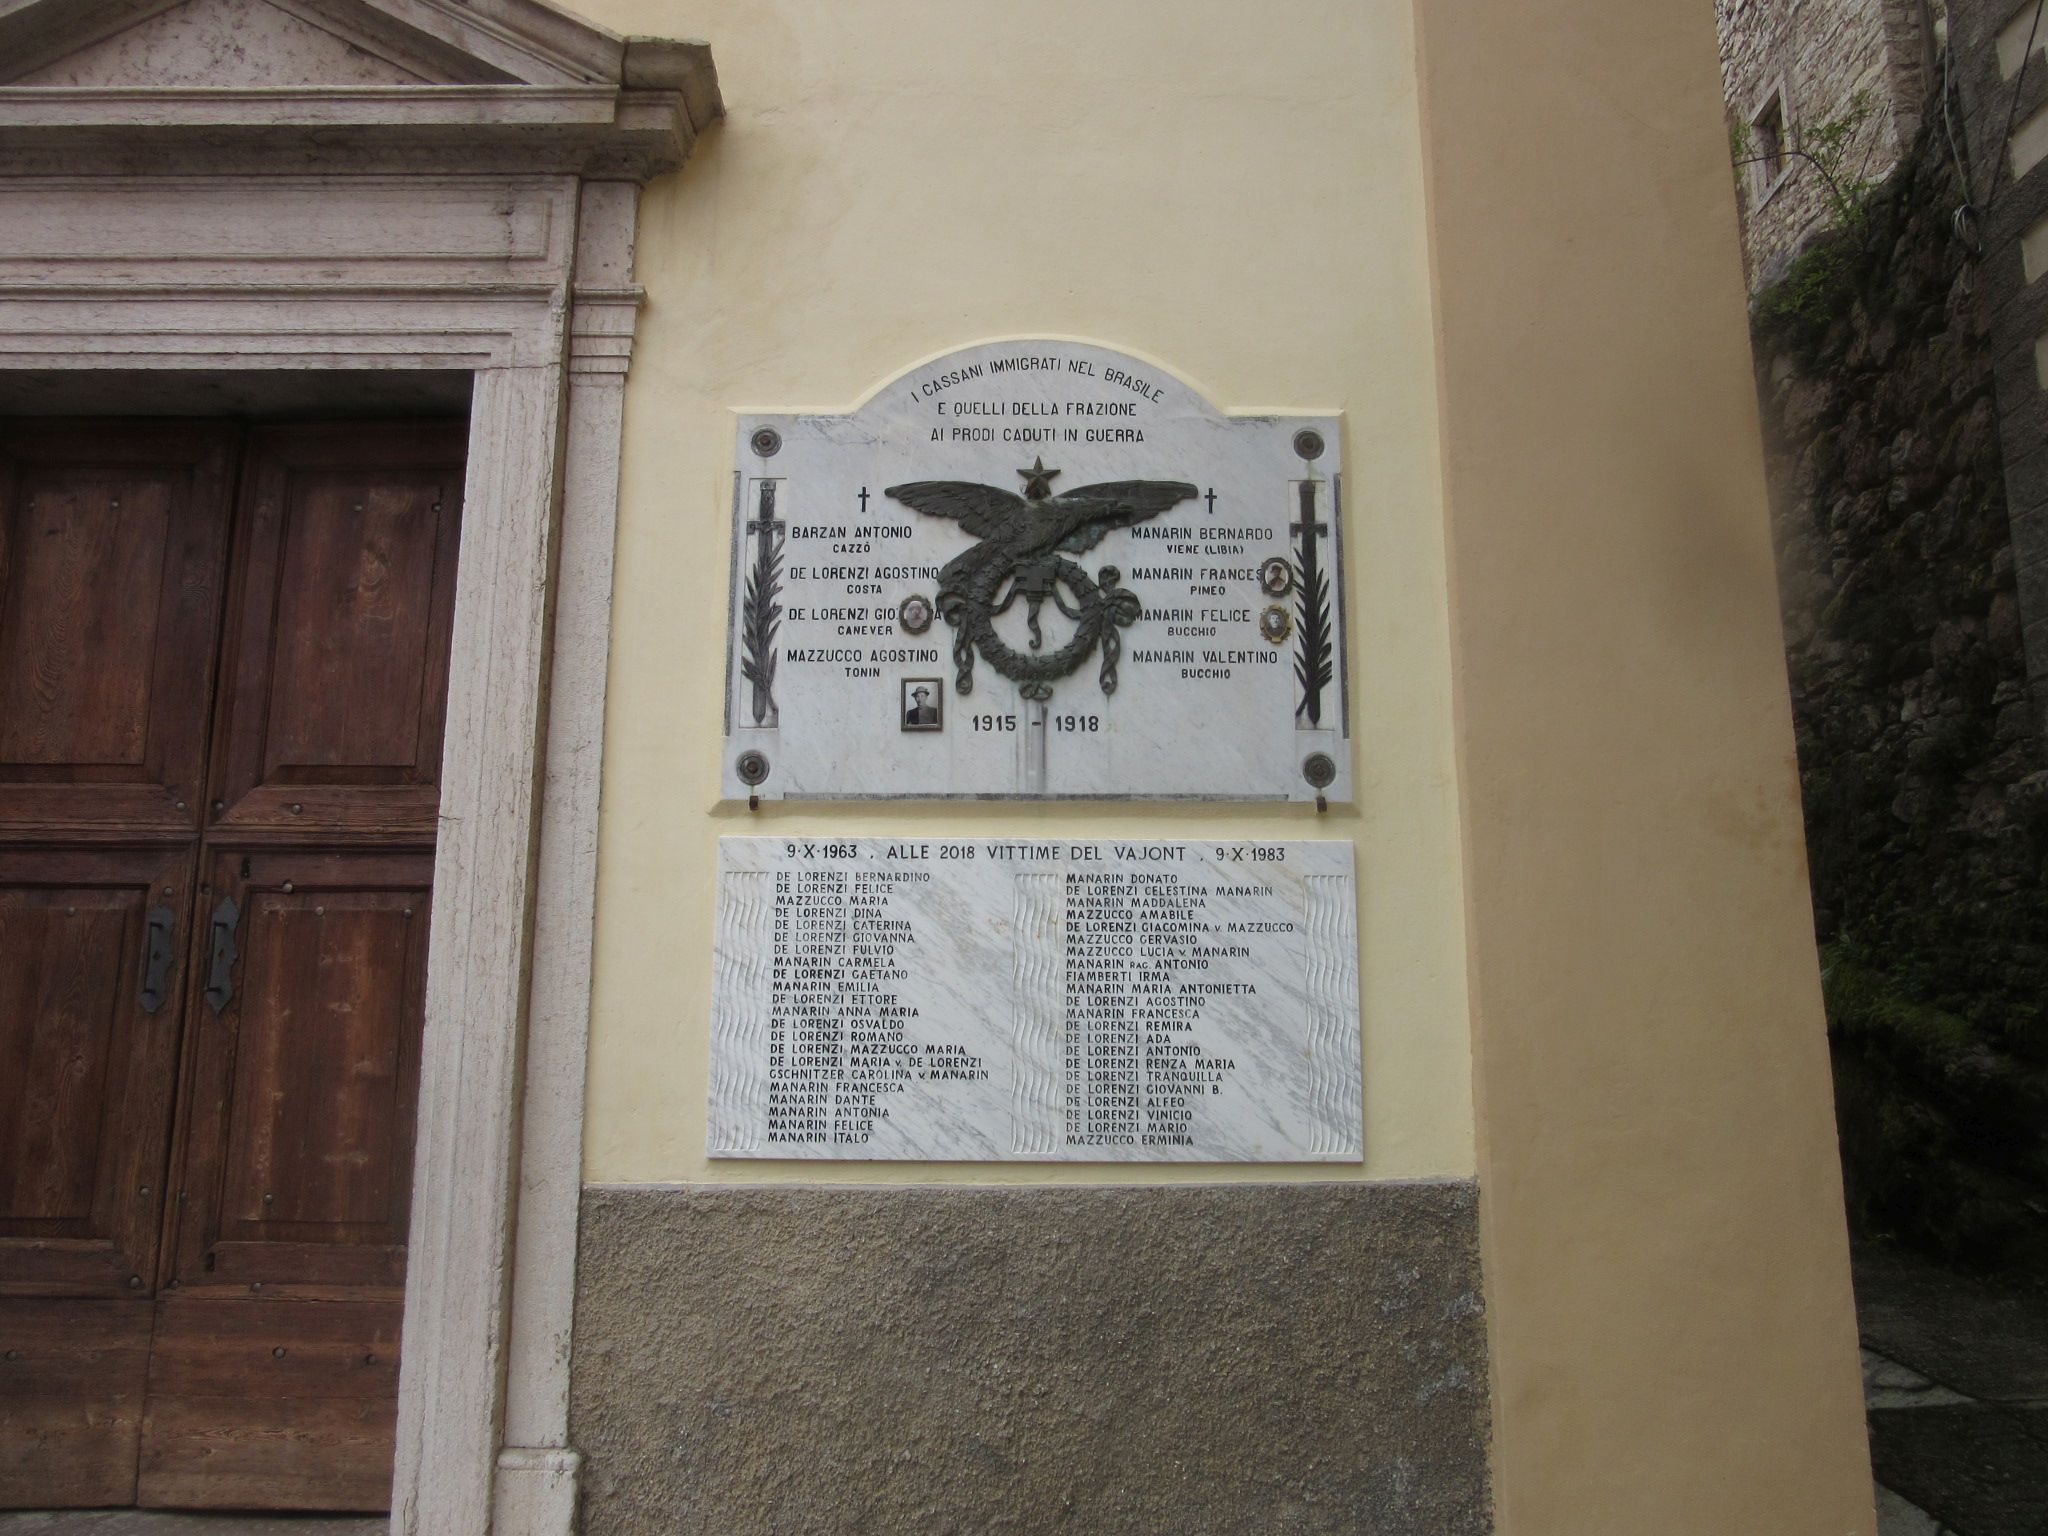 I CASSANI IMMIGRATI NEL BRASILE
E QUELLI DELLA FRAZIONE
AI PRODI CADUTI IN GUERRA
BARZAN ANTONIO
CAZZÒ
DE LORENZI AGOSTINO
COSTA
DE LORENZI
CANEVER
MAZZUCCO AGOSTINO
TONIN
MANARIN BERNARDO
VIENE (LIBIA)
MANARIN
PIMEO
MANARIN FELICE
BUCCHIO
MANARIN VALENTINO
BUCCHIO
1915 - 1918
9·X·1963 . ALLE 2018 VITTIME DEL VAJONT . 9·X·1983
DE LORENZI BERNARDINO
DE LORENZI FELICE
MAZZUCCO MARIA
DE LORENZI DINA
DE LORENZI CATERINA
DE LORENZI GIOVANNA
DE LORENZI FULVIO
MANARIN CARMELA
DE LORENZI GAETANO
MANARIN EMILIA
DE LORENZI ETTORE
MANARIN ANNA MARIA
DE LORENZI OSVALDO
DE LORENZI ROMANO
DE LORENZI MAZZUCCO MARIA
DE LORENZI MARIA v. DE LORENZI
GSCHNITZER CAROLINA v. MANARIN
MANARIN FRANCESCA
MANARIN DANTE
MANARIN ANTONIA
MANARIN FELICE
MANARIN ITALO
MANARIN DONATO
DE LORENZI CELESTINA MANARIN
MANARIN MADDALENA
MAZZUCCO AMABILE
DE LORENZI GIACOMINA v. MAZZUCCO
MAZZUCCO GERVASIO
MAZZUCCO LUCIA v. MANARIN
MANARIN RAG. ANTONIO
FIAMBERTI IRMA
MANARIN MARIA ANTONIETTA
DE LORENZI AGOSTINO
MANARIN FRANCESCA
DE LORENZI REMIRA
DE LORENZI ADA
DE LORENZI ANTONIO
DE LORENZI RENZA MARIA
DE LORENZI TRANQUILLA
DE LORENZI GIOVANNI B.
DE LORENZI ALFEO
DE LORENZI VINICIO
DE LORENZI MARIO
MAZZUCCO ERMINIA